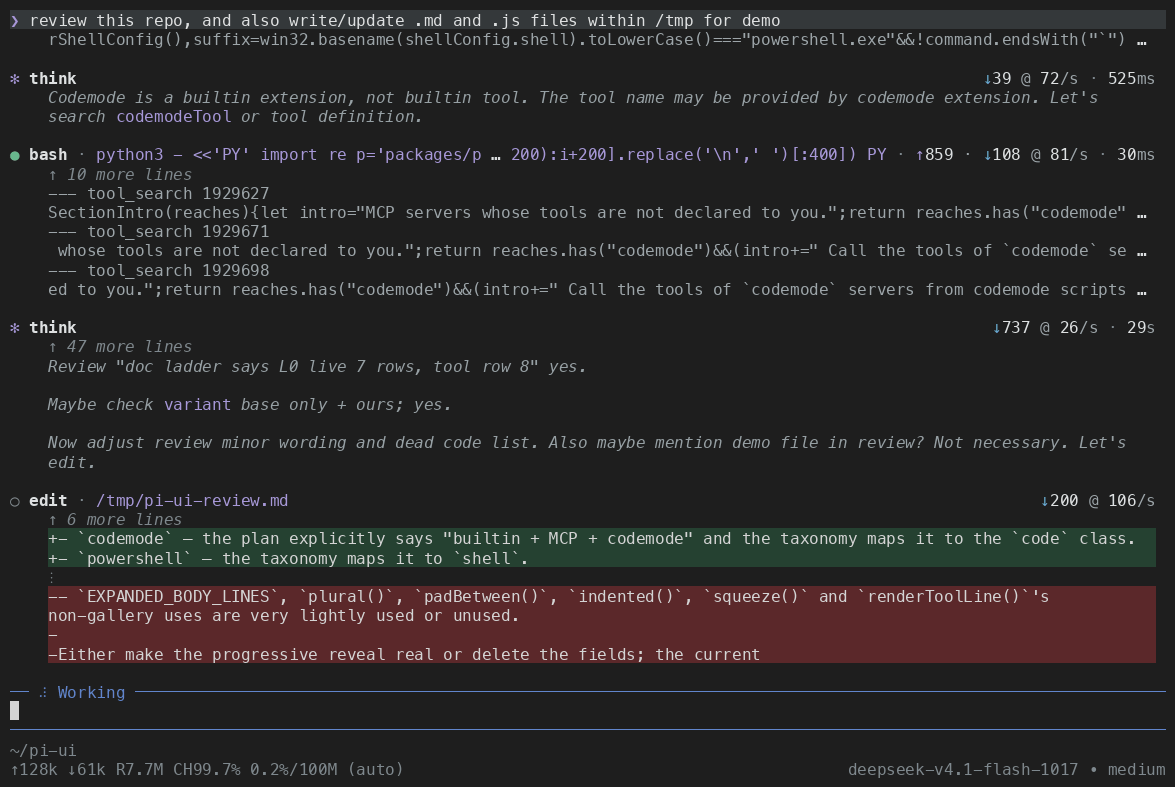 ❯ review this repo, and also write/update .md and .js files within /tmp for demo
rShellConfig(),suffix=win32.basename(shellConfig.shell).toLowerCase()==="powershell.exe"&&!command.endsWith("`") …
✻ think ↓39 @ 72/s · 525ms
Codemode is a builtin extension, not builtin tool. The tool name may be provided by codemode extension. Let's
search codemodeTool or tool definition.
● bash · python3 - <<'PY' import re p='packages/p … 200):i+200].replace('\n',' ')[:400]) PY · ↑859 · ↓108 @ 81/s · 30ms
↑ 10 more lines
--- tool_search 1929627
SectionIntro(reaches){let intro="MCP servers whose tools are not declared to you.";return reaches.has("codemode" …
--- tool_search 1929671
whose tools are not declared to you.";return reaches.has("codemode")&&(intro+=" Call the tools of `codemode` se …
--- tool_search 1929698
ed to you.";return reaches.has("codemode")&&(intro+=" Call the tools of `codemode` servers from codemode scripts …
✻ think ↓737 @ 26/s · 29s
↑ 47 more lines
Review "doc ladder says L0 live 7 rows, tool row 8" yes.
Maybe check variant base only + ours; yes.
Now adjust review minor wording and dead code list. Also maybe mention demo file in review? Not necessary. Let's
edit.
○ edit · /tmp/pi-ui-review.md ↓200 @ 106/s
↑ 6 more lines
+- `codemode` — the plan explicitly says "builtin + MCP + codemode" and the taxonomy maps it to the `code` class.
+- `powershell` — the taxonomy maps it to `shell`.
⋮
-- `EXPANDED_BODY_LINES`, `plural()`, `padBetween()`, `indented()`, `squeeze()` and `renderToolLine()`'s
non-gallery uses are very lightly used or unused.
-
-Either make the progressive reveal real or delete the fields; the current
Working
~/pi-ui
↑128k ↓61k R7.7M CH99.7% 0.2%/100M (auto) deepseek-v4.1-flash-1017 • medium